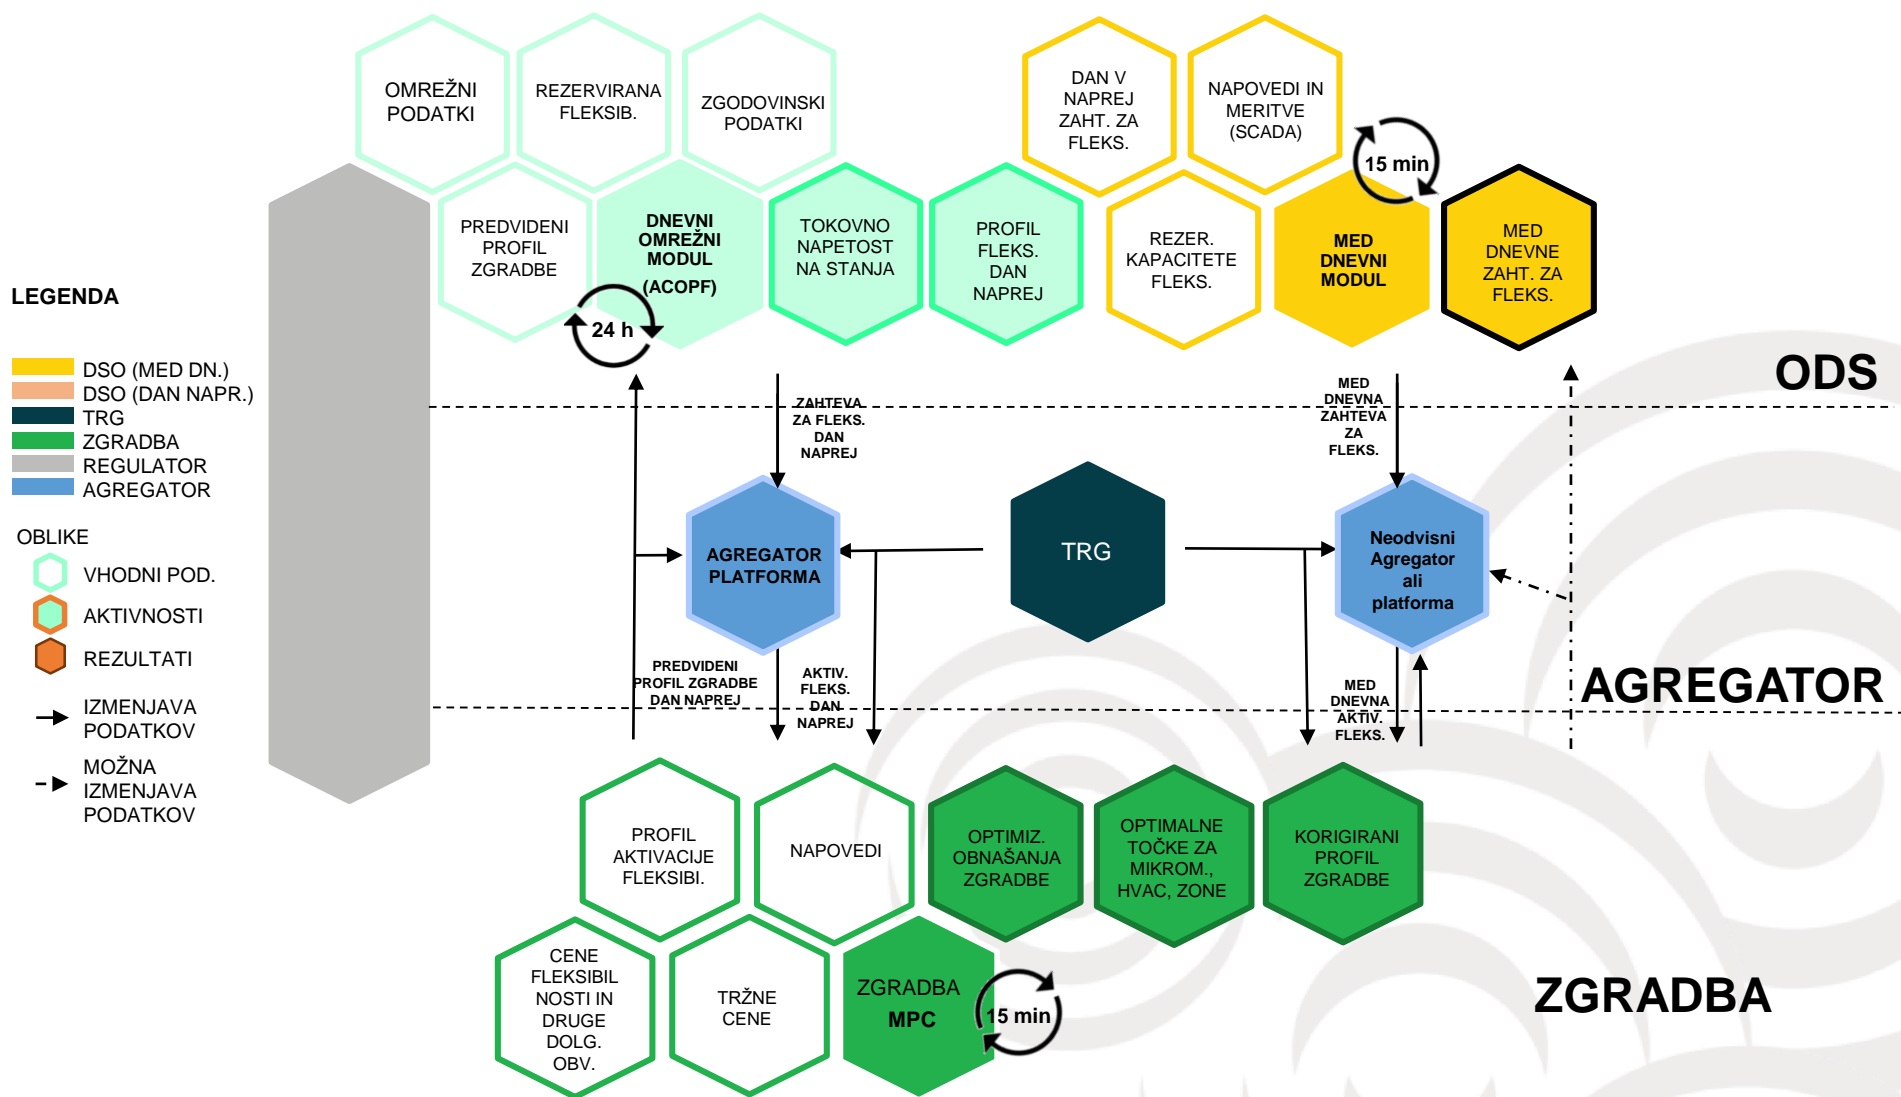 OMREŽNI
PODATKI
REZERVIRANA
FLEKSIB.
ZGODOVINSKI
PODATKI
DAN V
NAPREJ
ZAHT. ZA
FLEKS.
NAPOVEDI IN
MERITVE
(SCADA)
15 min
PREDVIDENI
PROFIL
ZGRADBE
DNEVNI
OMREŽNI
MODUL
(ACOPF)
24 h
TOKOVNO
NAPETOST
NA STANJA
PROFIL
FLEKS.
DAN
NAPREJ
REZER.
KAPACITETE
FLEKS.
MED
DNEVNI
MODUL
MED
DNEVNE
ZAHT. ZA
FLEKS.
LEGENDA
DSO (MED DN.)
DSO (DAN NAPR.)
TRG
ZGRADBA
REGULATOR
AGREGATOR
OBLIKE
VHODNI POD.
AKTIVNOSTI
REZULTATI
IZMENJAVA
PODATKOV
MOŽNA
IZMENJAVA
PODATKOV
ODS
ZAHTEVA
ZA FLEKS.
DAN
NAPREJ
MED
DNEVNA
ZAHTEVA
ZA
FLEKS.
AGREGATOR
PLATFORMA
TRG
Neodvisni
Agregator
ali
platforma
AGREGATOR
PREDVIDENI
PROFIL ZGRADBE
DAN NAPREJ
AKTIV.
FLEKS.
DAN
NAPREJ
MED
DNEVNA
AKTIV.
FLEKS.
PROFIL
AKTIVACIJE
FLEKSIBI.
NAPOVEDI
OPTIMIZ.
OBNAŠANJA
ZGRADBE
OPTIMALNE
TOČKE ZA
MIKROM.,
HVAC, ZONE
KORIGIRANI
PROFIL
ZGRADBE
CENE
FLEKSIBIL
NOSTI IN
DRUGE
DOLG.
OBV.
TRŽNE
CENE
ZGRADBA
MPC
15 min
ZGRADBA